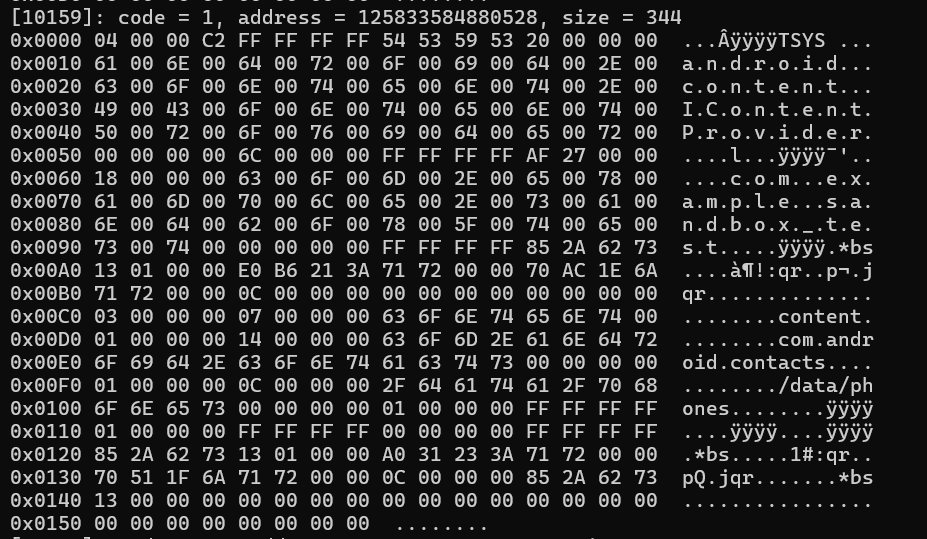 [10159]: code = 1, address = 125833584880528, size = 344
0x0000 04 00 00 C2 FF FF FF FF 54 53 59 53 20 00 00 00  ...ÂÿÿÿÿTSYS ...
0x0010 61 00 6E 00 64 00 72 00 6F 00 69 00 64 00 2E 00  a.n.d.r.o.i.d...
0x0020 63 00 6F 00 6E 00 74 00 65 00 6E 00 74 00 2E 00  c.o.n.t.e.n.t...
0x0030 49 00 43 00 6F 00 6E 00 74 00 65 00 6E 00 74 00  I.C.o.n.t.e.n.t.
0x0040 50 00 72 00 6F 00 76 00 69 00 64 00 65 00 72 00  P.r.o.v.i.d.e.r.
0x0050 00 00 00 00 6C 00 00 00 FF FF FF FF AF 27 00 00  ....l...ÿÿÿÿ¯'..
0x0060 18 00 00 00 63 00 6F 00 6D 00 2E 00 65 00 78 00  ....c.o.m...e.x.
0x0070 61 00 6D 00 70 00 6C 00 65 00 2E 00 73 00 61 00  a.m.p.l.e...s.a.
0x0080 6E 00 64 00 62 00 6F 00 78 00 5F 00 74 00 65 00  n.d.b.o.x._.t.e.
0x0090 73 00 74 00 00 00 00 00 FF FF FF FF 85 2A 62 73  s.t.....ÿÿÿÿ.*bs
0x00A0 13 01 00 00 E0 B6 21 3A 71 72 00 00 70 AC 1E 6A  ....à¶!:qr..p¬.j
0x00B0 71 72 00 00 0C 00 00 00 00 00 00 00 00 00 00 00  qr..............
0x00C0 03 00 00 00 07 00 00 00 63 6F 6E 74 65 6E 74 00  ........content.
0x00D0 01 00 00 00 14 00 00 00 63 6F 6D 2E 61 6E 64 72  ........com.andr
0x00E0 6F 69 64 2E 63 6F 6E 74 61 63 74 73 00 00 00 00  oid.contacts....
0x00F0 01 00 00 00 0C 00 00 00 2F 64 61 74 61 2F 70 68  ......../data/ph
0x0100 6F 6E 65 73 00 00 00 00 01 00 00 00 FF FF FF FF  ones........ÿÿÿÿ
0x0110 01 00 00 00 FF FF FF FF 00 00 00 00 FF FF FF FF  ....ÿÿÿÿ....ÿÿÿÿ
0x0120 85 2A 62 73 13 01 00 00 A0 31 23 3A 71 72 00 00  .*bs.....1#:qr..
0x0130 70 51 1F 6A 71 72 00 00 0C 00 00 00 85 2A 62 73  pQ.jqr.......*bs
0x0140 13 00 00 00 00 00 00 00 00 00 00 00 00 00 00 00  ................
0x0150 00 00 00 00 00 00 00 00  ........